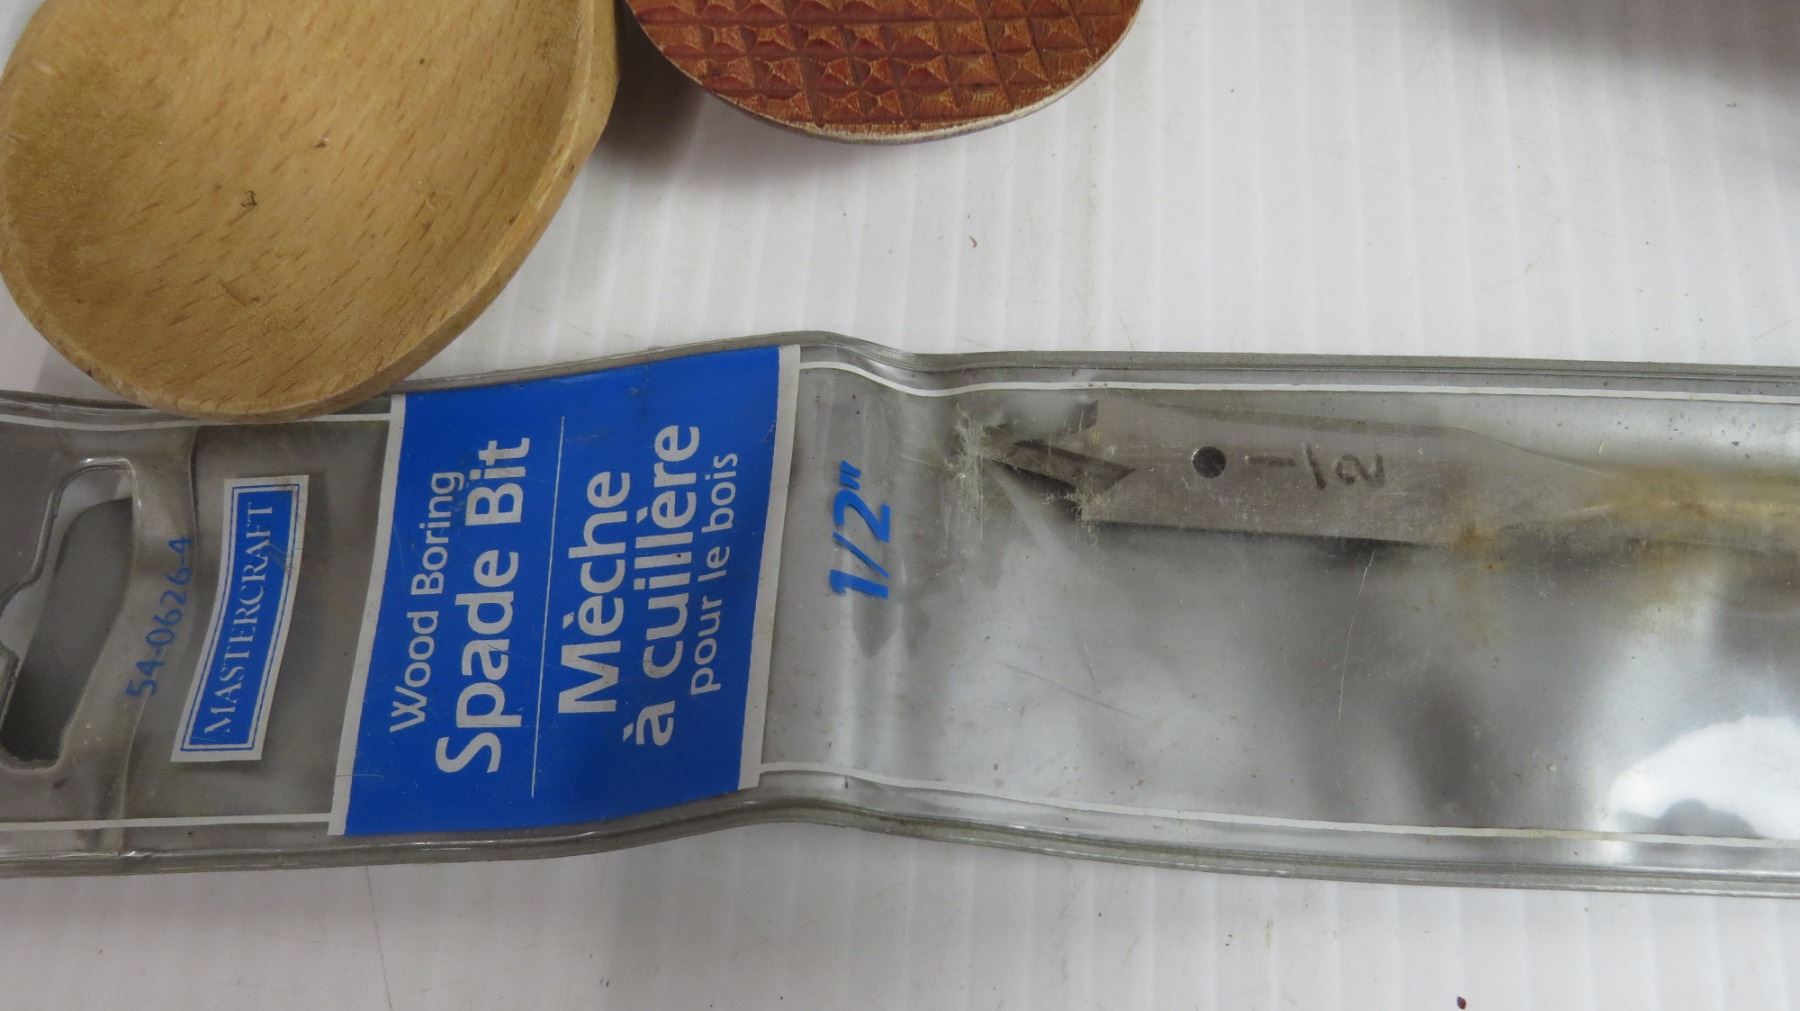 54-0626-4
MASTERCRAFT
Wood Boring
Spade Bit
Mèche
à cuillère
pour le bois
1/2"
1/2